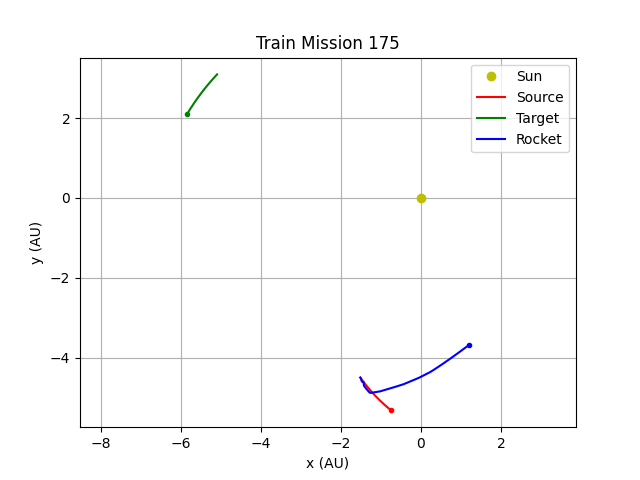 Train Mission 175
Sun
Source
Target
Rocket
y (AU)
2
0
−2
−4
−8
−6
−4
−2
0
2
x (AU)